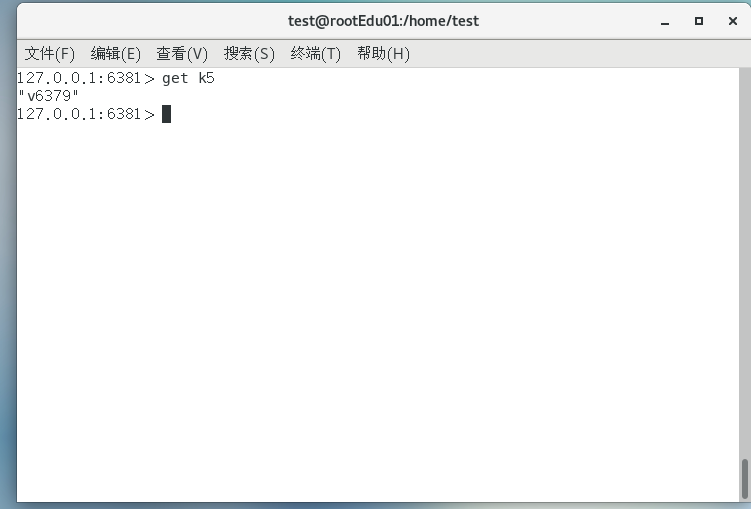 test@rootEdu01:/home/test
文件(F) 编辑(E) 查看(V) 搜索(S) 终端(T) 帮助(H)
127.0.0.1:6381> get k5
"v6379"
127.0.0.1:6381>